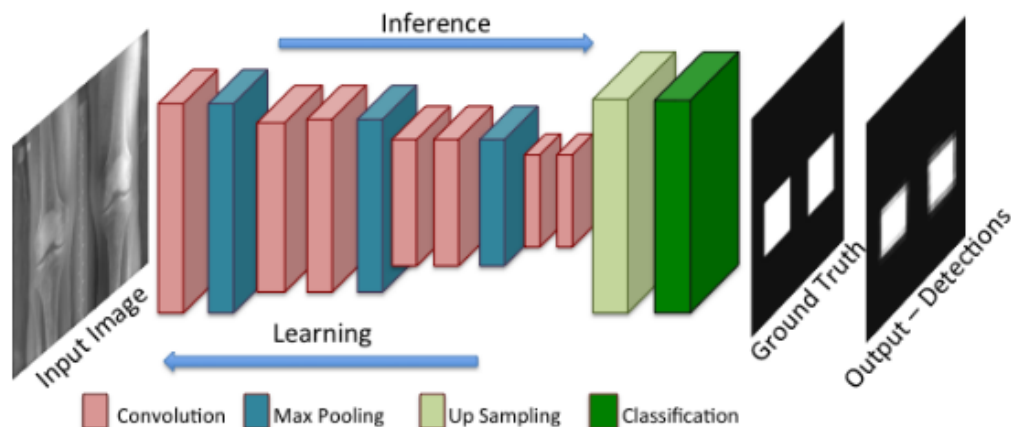 Inference
Input Image
Learning
Ground Truth
Output – Detections
Convolution
Max Pooling
Up Sampling
Classification